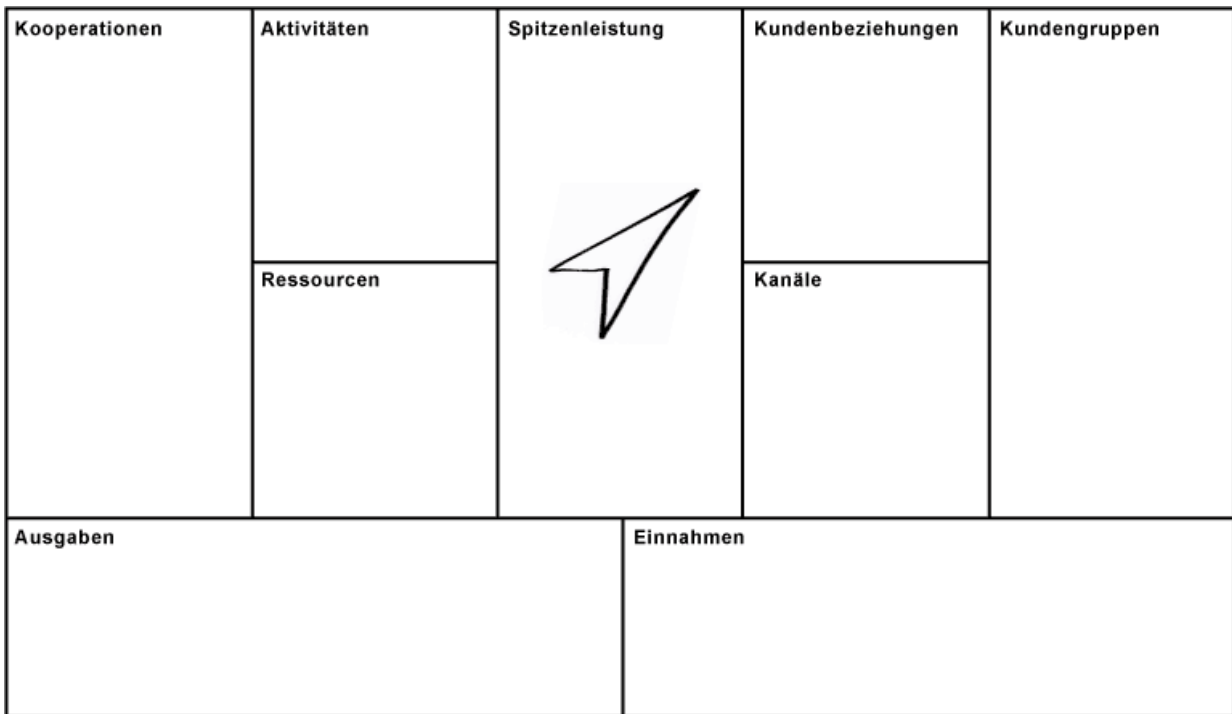 Kooperationen
Aktivitäten
Spitzenleistung
Kundenbeziehungen
Kundengruppen
Ressourcen
Kanäle
Ausgaben
Einnahmen